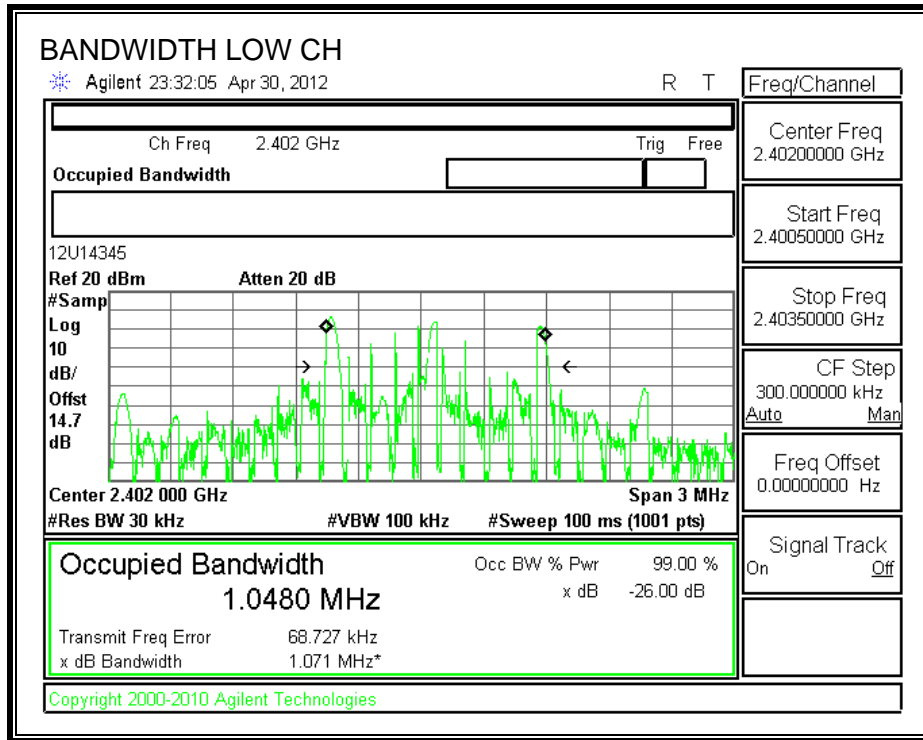 BANDWIDTH LOW CH
Agilent 23:32:05 Apr 30, 2012 R T
Freq/Channel
Ch Freq 2.402 GHz Trig Free
Occupied Bandwidth
12U14345
Ref 20 dBm Atten 20 dB
#Samp
Log
10
dB/
Offst
14.7
dB
Center 2.402 000 GHz Span 3 MHz
#Res BW 30 kHz #VBW 100 kHz #Sweep 100 ms (1001 pts)
Occupied Bandwidth
1.0480 MHz
Occ BW % Pwr 99.00 %
x dB -26.00 dB
Transmit Freq Error 68.727 kHz
x dB Bandwidth 1.071 MHz*
Center Freq
2.40200000 GHz
Start Freq
2.40050000 GHz
Stop Freq
2.40350000 GHz
CF Step
300.000000 kHz
Auto Man
Freq Offset
0.00000000 Hz
Signal Track
On Off
Copyright 2000-2010 Agilent Technologies